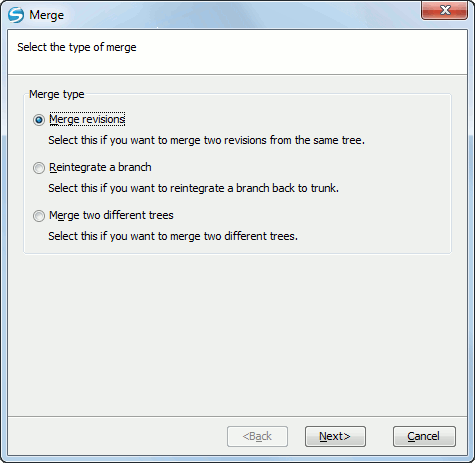 Merge
Select the type of merge
Merge type
Merge revisions
Select this if you want to merge two revisions from the same tree.
Reintegrate a branch
Select this if you want to reintegrate a branch back to trunk.
Merge two different trees
Select this if you want to merge two different trees.
<Back Next> Cancel